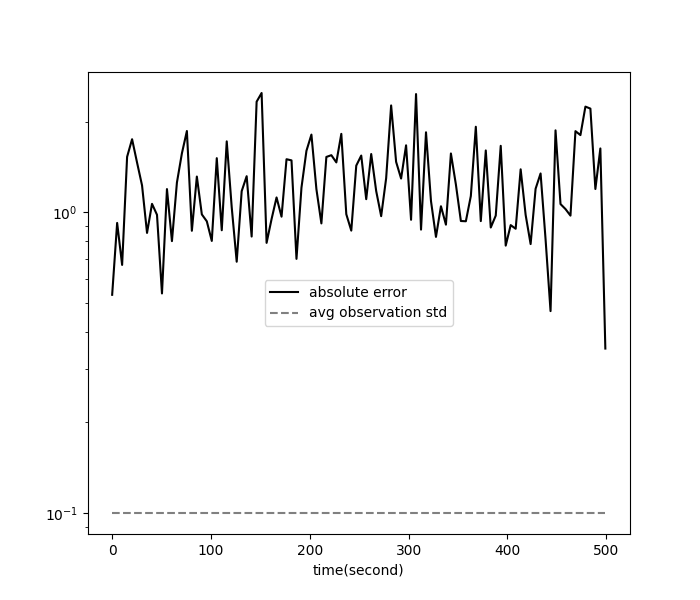 10⁰
absolute error
avg observation std
10⁻¹
0 100 200 300 400 500
time(second)